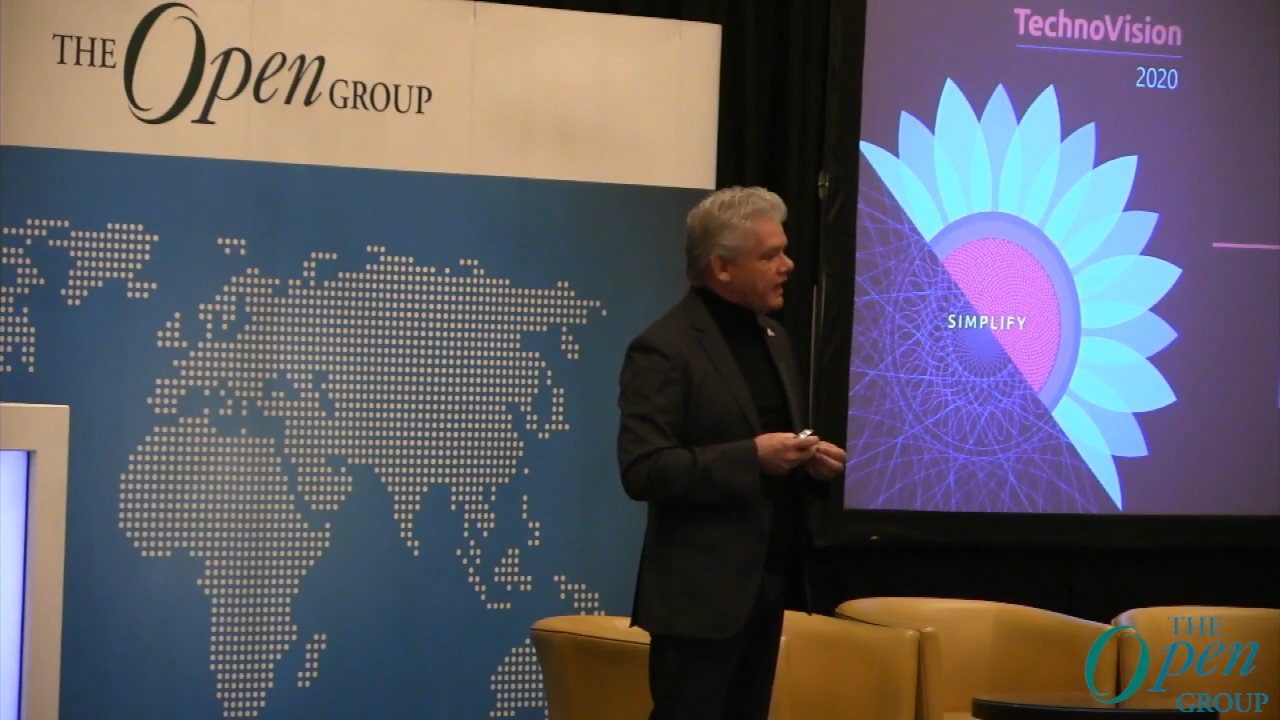 THE Open GROUP
TechnoVision
2020
SIMPLIFY
THE
Open
GROUP